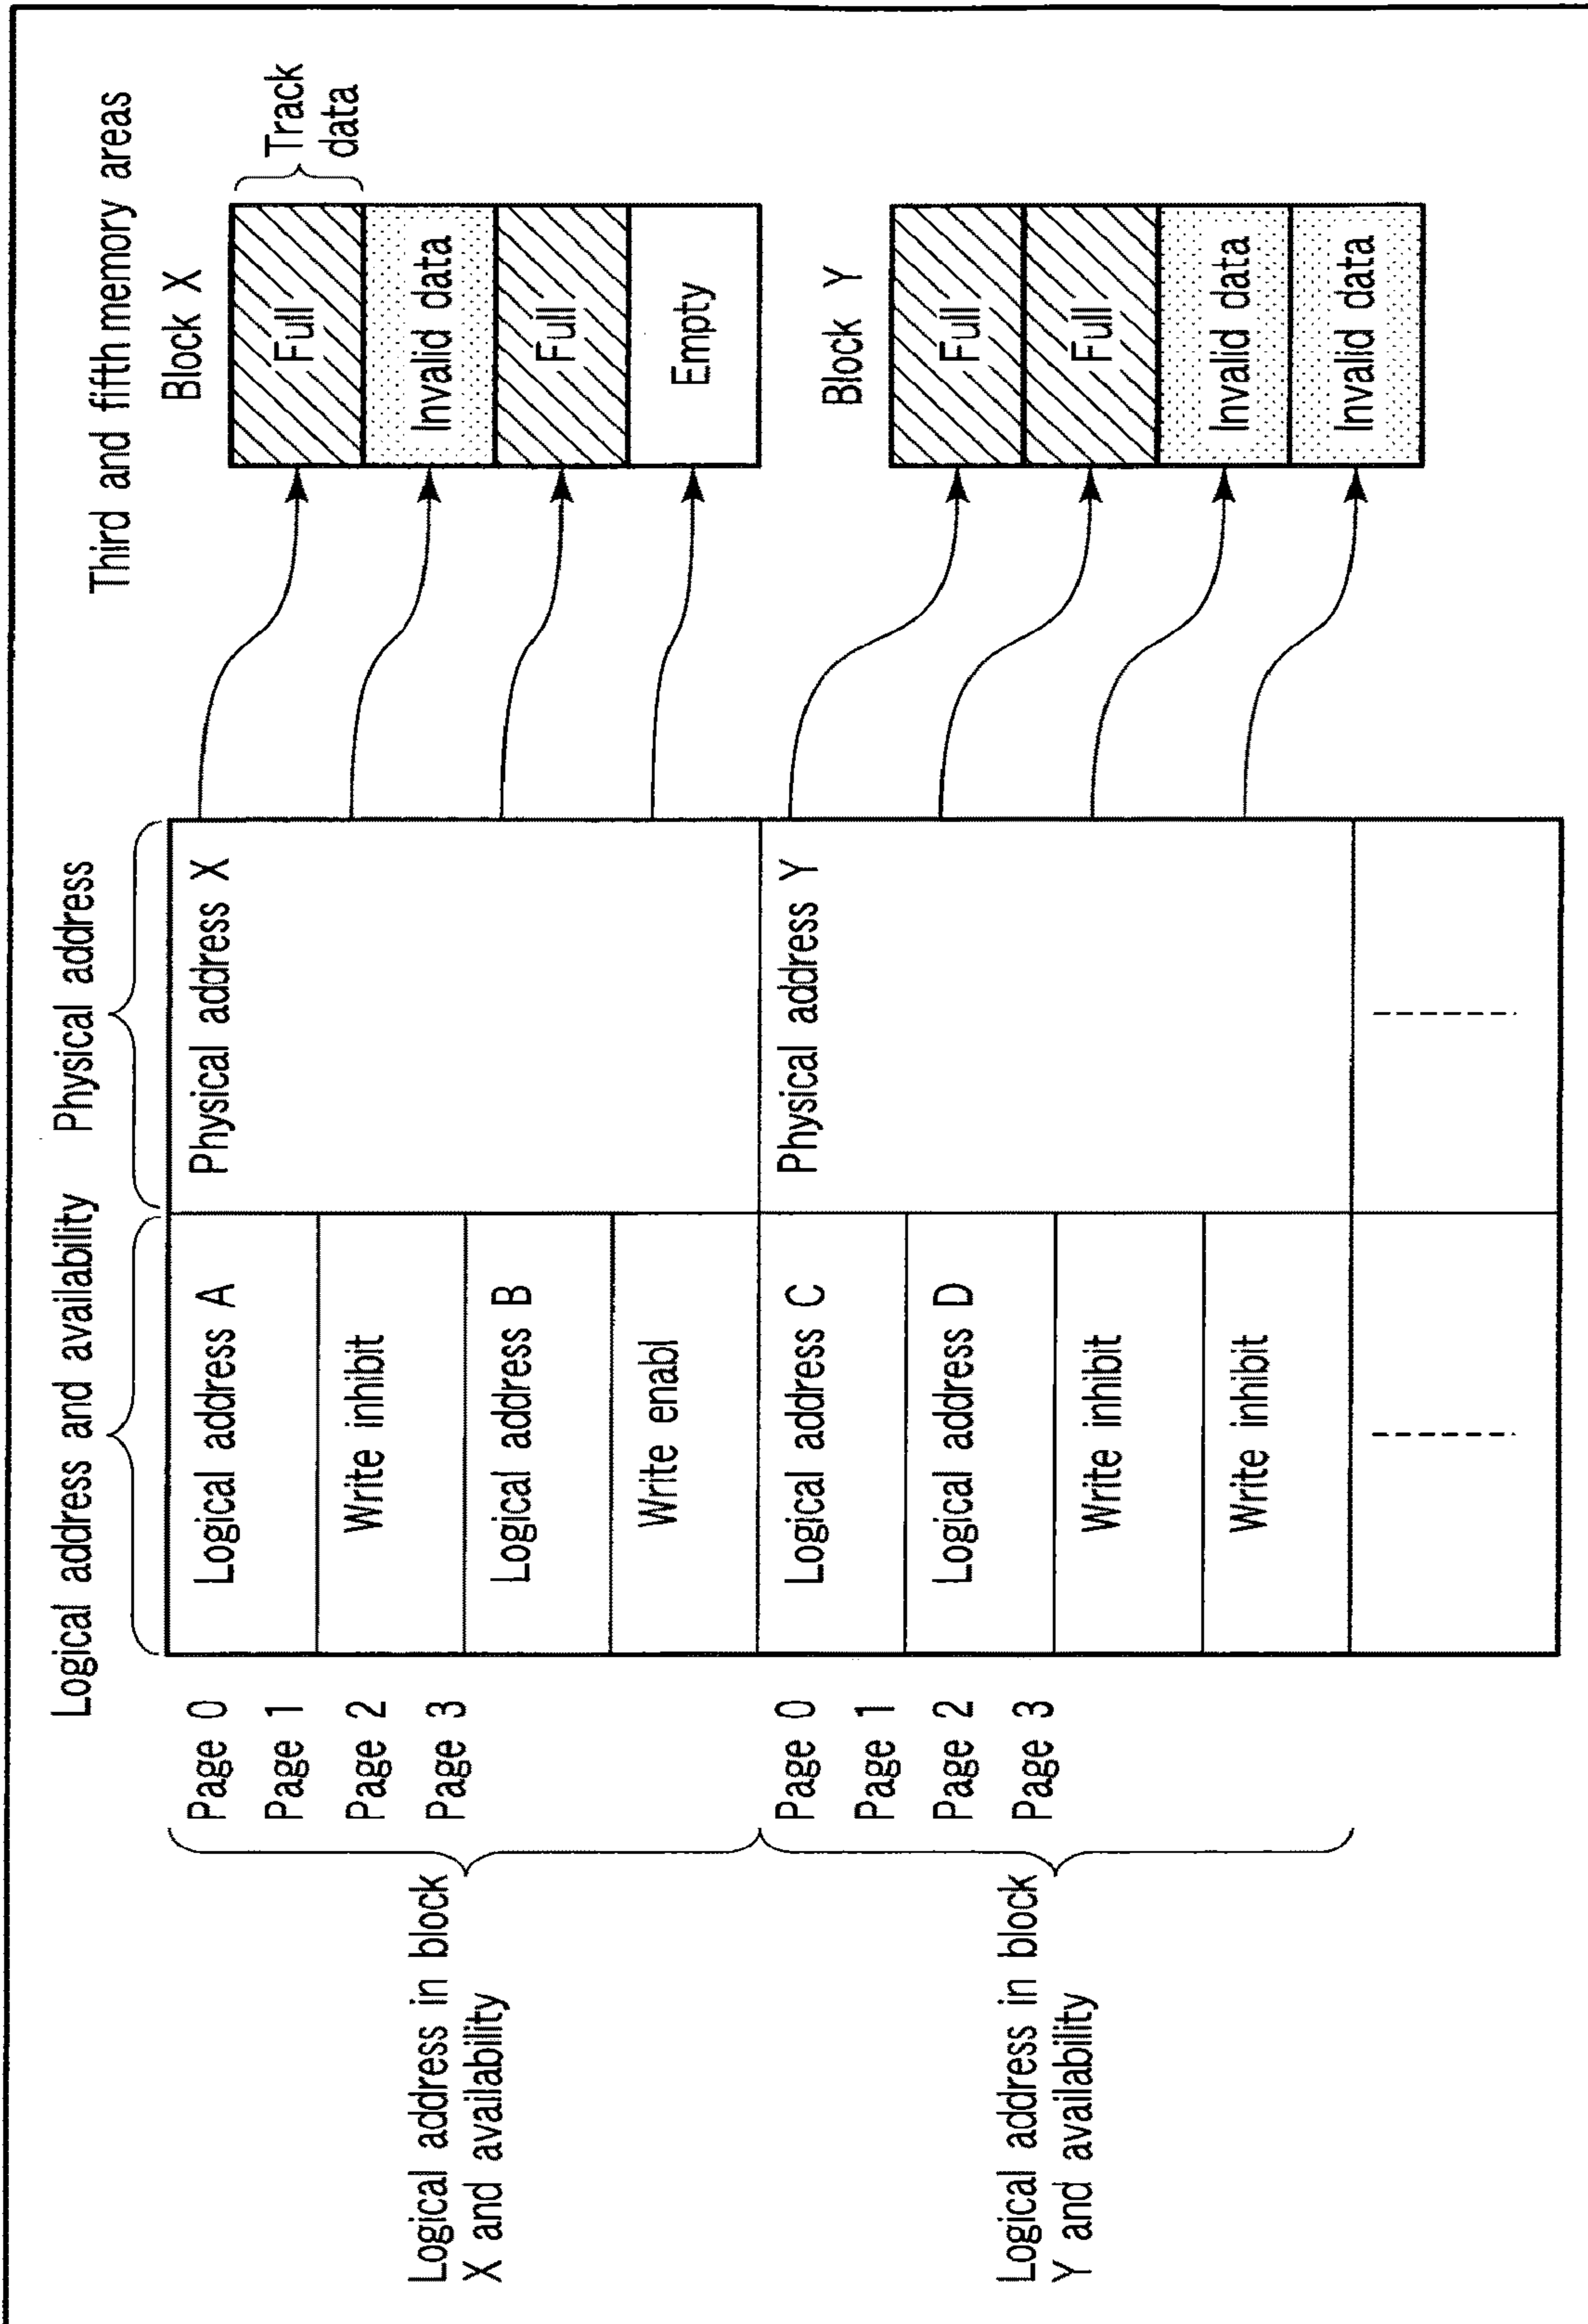 Logical address and availability
Physical address
Third and fifth memory areas
Logical address in block
X and availability
Page 0
Page 1
Page 2
Page 3
Logical address A
Write inhibit
Logical address B
Write enabl
Physical address X
Block X
Full
Invalid data
Full
Empty
Track
data
Logical address in block
Y and availability
Page 0
Page 1
Page 2
Page 3
Logical address C
Logical address D
Write inhibit
Write inhibit
Physical address Y
Block Y
Full
Full
Invalid data
Invalid data